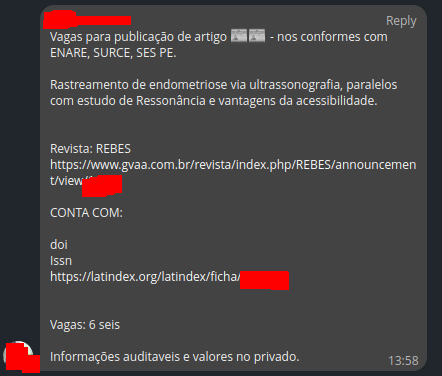 Reply
Vagas para publicação de artigo - nos conformes com
ENARE, SURCE, SES PE.
Rastreamento de endometriose via ultrassonografia, paralelos
com estudo de Ressonância e vantagens da acessibilidade.
Revista: REBES
https://www.gvaa.com.br/revista/index.php/REBES/announcemen
t/view/
CONTA COM:
doi
Issn
https://latindex.org/latindex/ficha/
Vagas: 6 seis
Informações auditaveis e valores no privado.
13:58